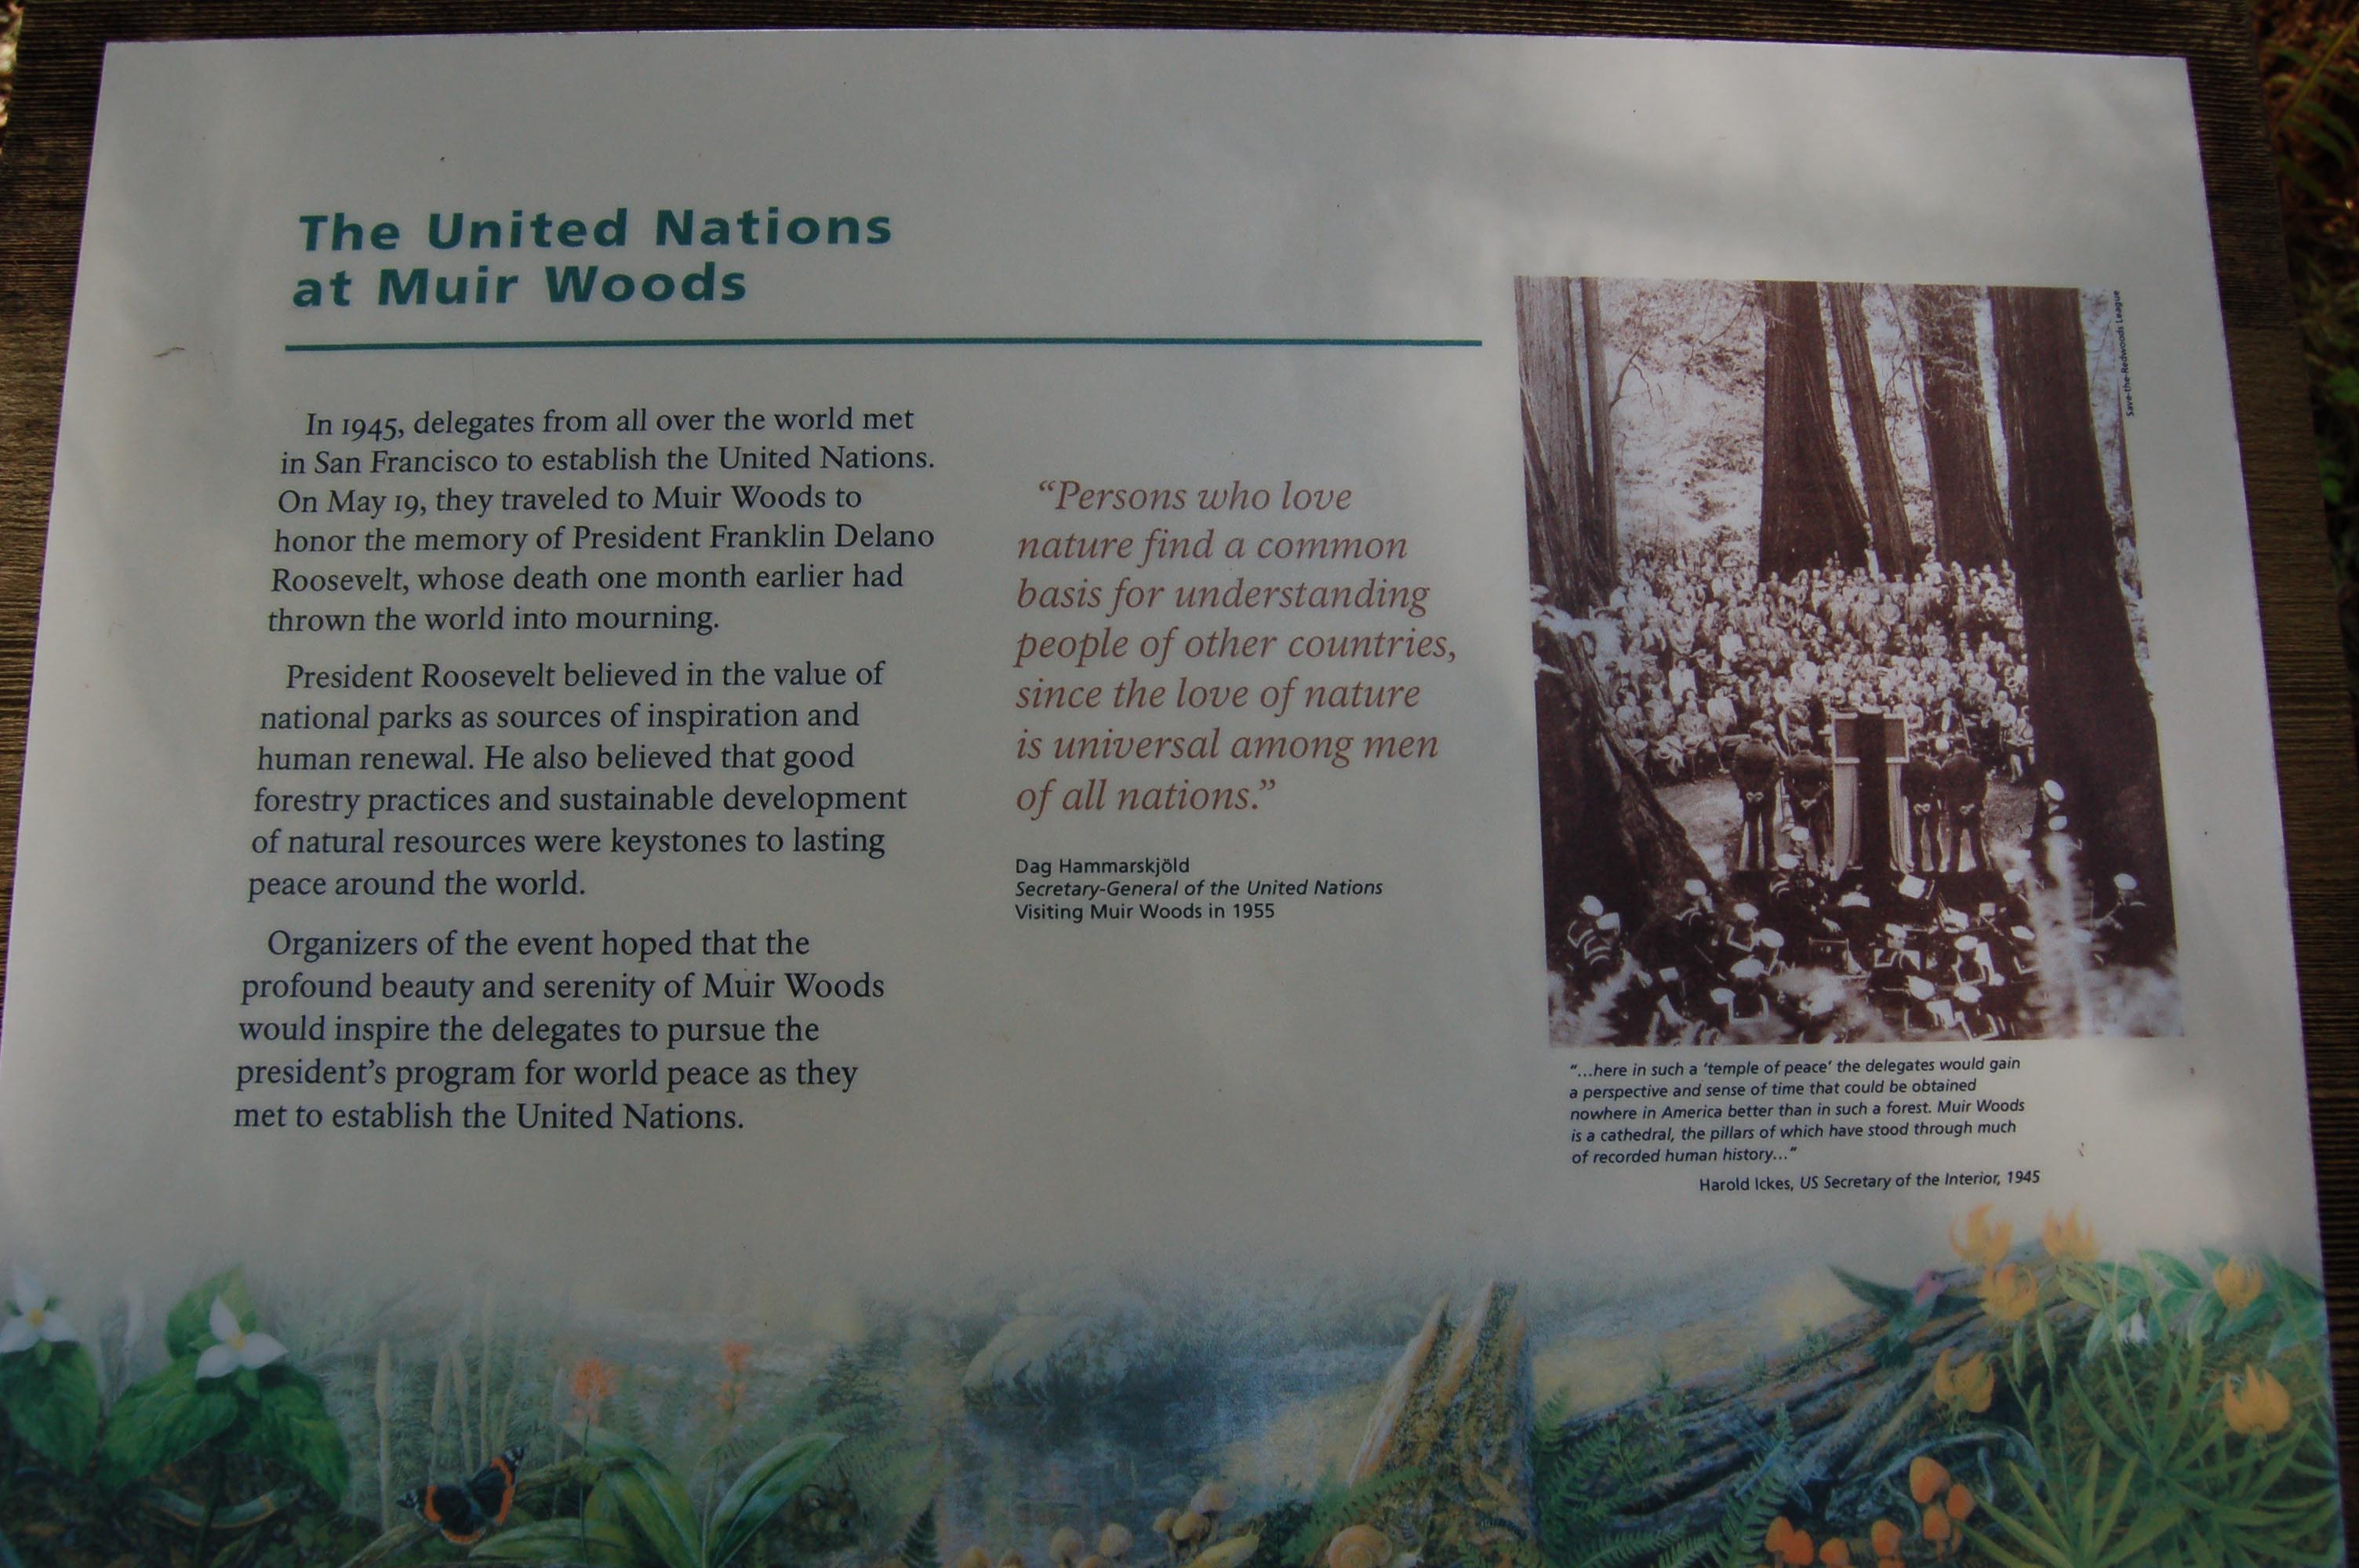 The United Nations
at Muir Woods
In 1945, delegates from all over the world met
in San Francisco to establish the United Nations.
On May 19, they traveled to Muir Woods to
honor the memory of President Franklin Delano
Roosevelt, whose death one month earlier had
thrown the world into mourning.
President Roosevelt believed in the value of
national parks as sources of inspiration and
human renewal. He also believed that good
forestry practices and sustainable development
of natural resources were keystones to lasting
peace around the world.
Organizers of the event hoped that the
profound beauty and serenity of Muir Woods
would inspire the delegates to pursue the
president’s program for world peace as they
met to establish the United Nations.
“Persons who love
nature find a common
basis for understanding
people of other countries,
since the love of nature
is universal among men
of all nations.”
Dag Hammarskjöld
Secretary-General of the United Nations
Visiting Muir Woods in 1955
Save-the-Redwoods League
“...here in such a ‘temple of peace’ the delegates would gain
a perspective and sense of time that could be obtained
nowhere in America better than in such a forest. Muir Woods
is a cathedral, the pillars of which have stood through much
of recorded human history...”
Harold Ickes, US Secretary of the Interior, 1945